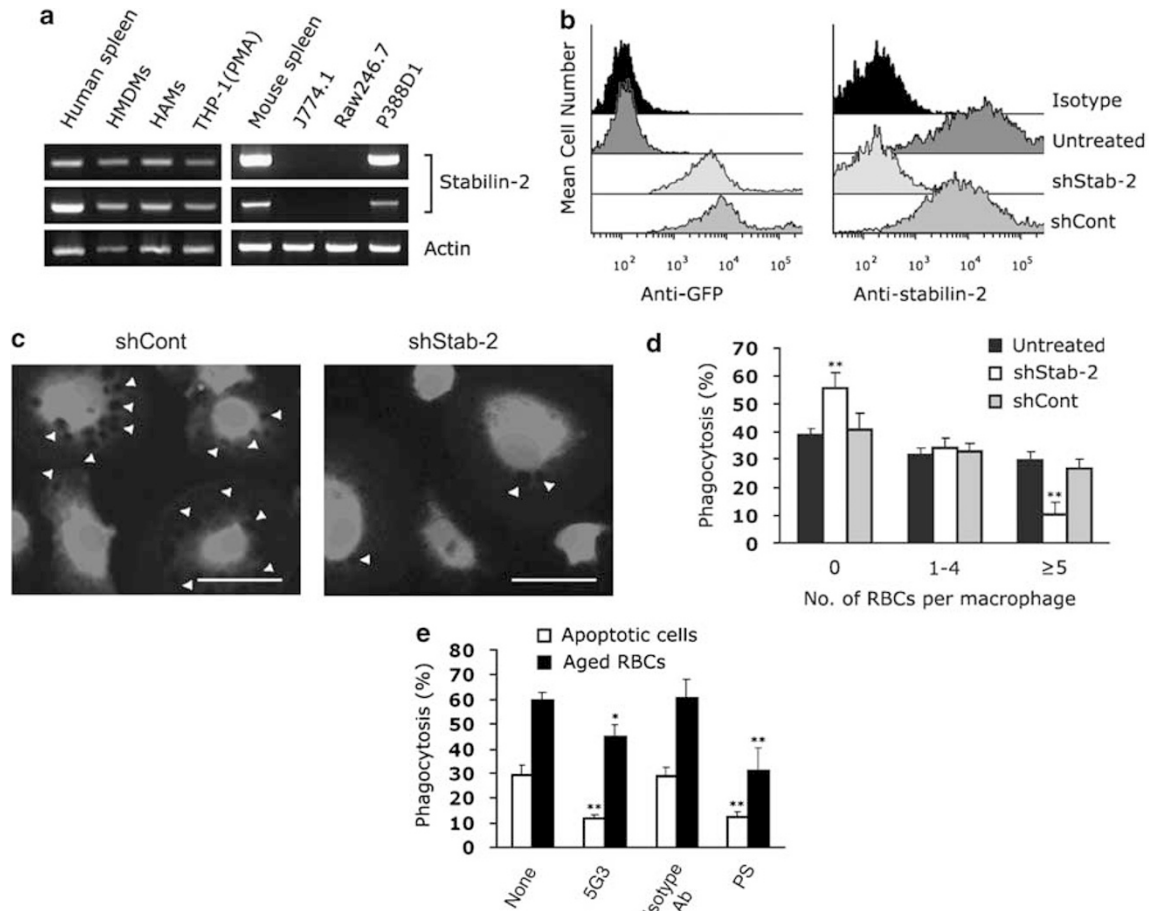 a
Human spleen
HMDMs
HAMs
THP-1(PMA)
Mouse spleen
J774.1
Raw246.7
P388D1
Stabilin-2
Actin
b
Mean Cell Number
Isotype
Untreated
shStab-2
shCont
10² 10³ 10⁴ 10⁵
10² 10³ 10⁴ 10⁵
Anti-GFP
Anti-stabilin-2
c
shCont
shStab-2
d
Phagocytosis (%)
70
60
50
40
30
20
10
0
Untreated
shStab-2
shCont
**
**
0 1-4 ≥5
No. of RBCs per macrophage
e
Apoptotic cells
Aged RBCs
Phagocytosis (%)
80
70
60
50
40
30
20
10
0
**
*
**
**
None
5G3
Isotype
Ab
PS